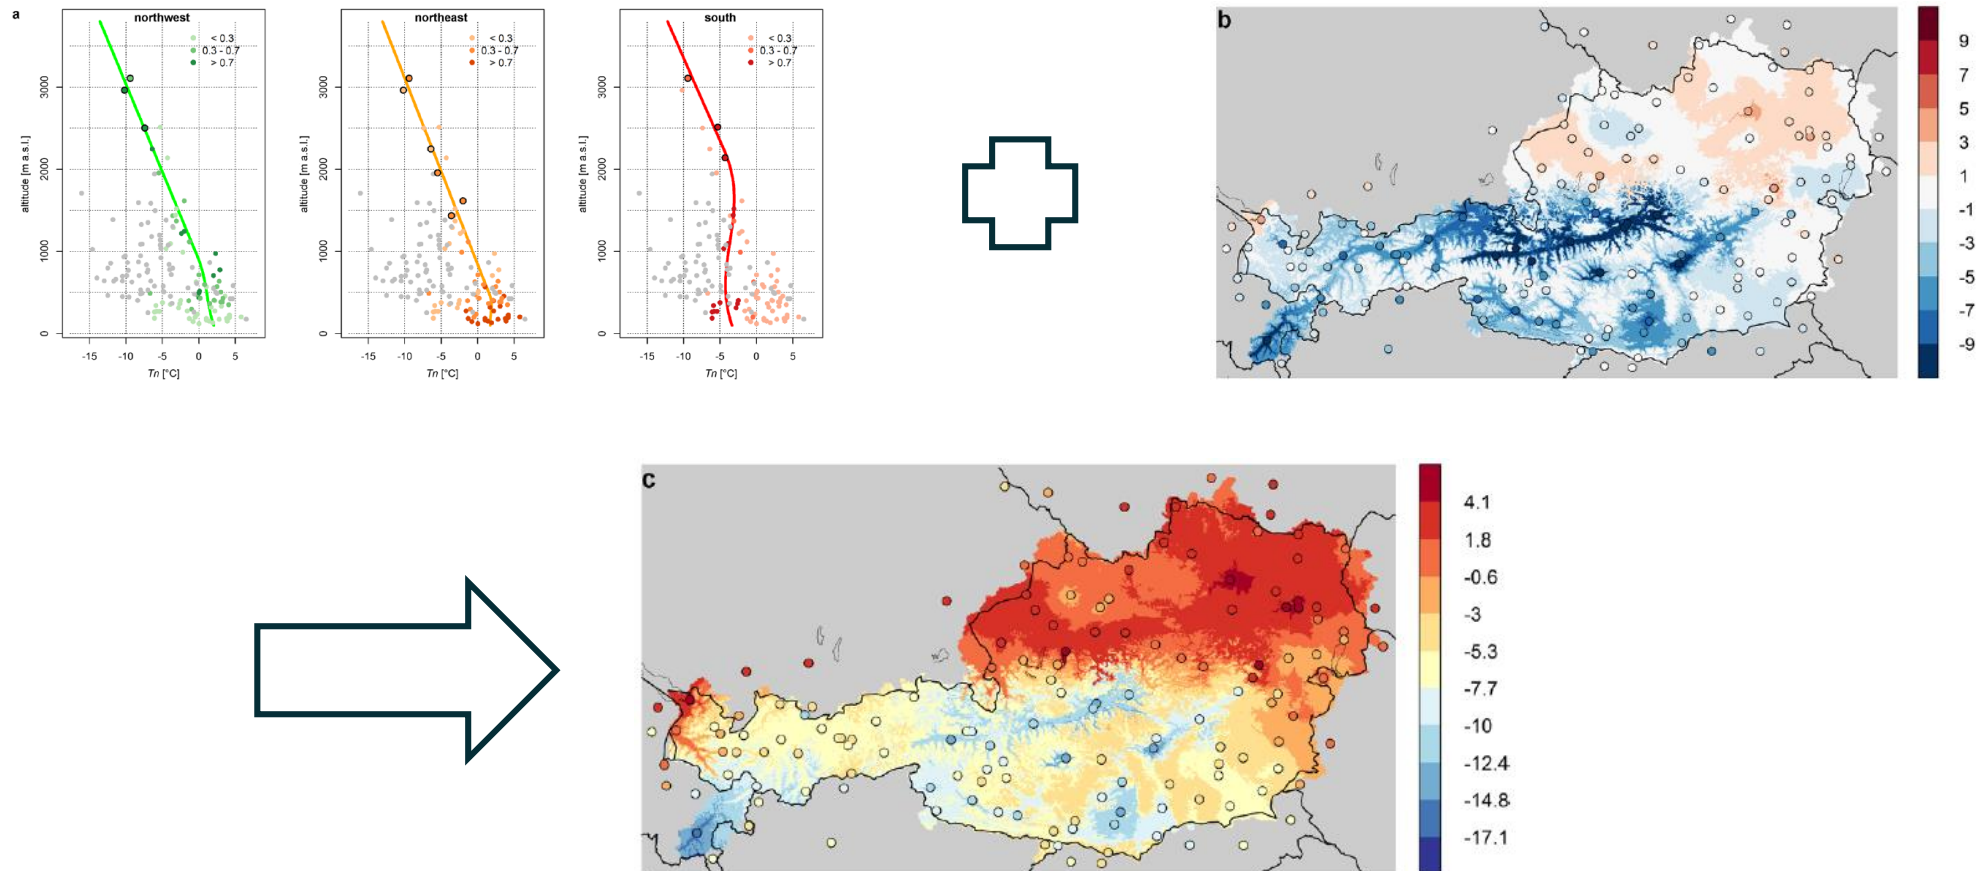 a
northwest
< 0.3
0.3 - 0.7
> 0.7
altitude [m a.s.l.]
3000
2000
1000
0
-15 -10 -5 0 5
Tn [°C]
northeast
< 0.3
0.3 - 0.7
> 0.7
altitude [m a.s.l.]
3000
2000
1000
0
-15 -10 -5 0 5
Tn [°C]
south
< 0.3
0.3 - 0.7
> 0.7
altitude [m a.s.l.]
3000
2000
1000
0
-15 -10 -5 0 5
Tn [°C]
b
9
7
5
3
1
-1
-3
-5
-7
-9
c
4.1
1.8
-0.6
-3
-5.3
-7.7
-10
-12.4
-14.8
-17.1